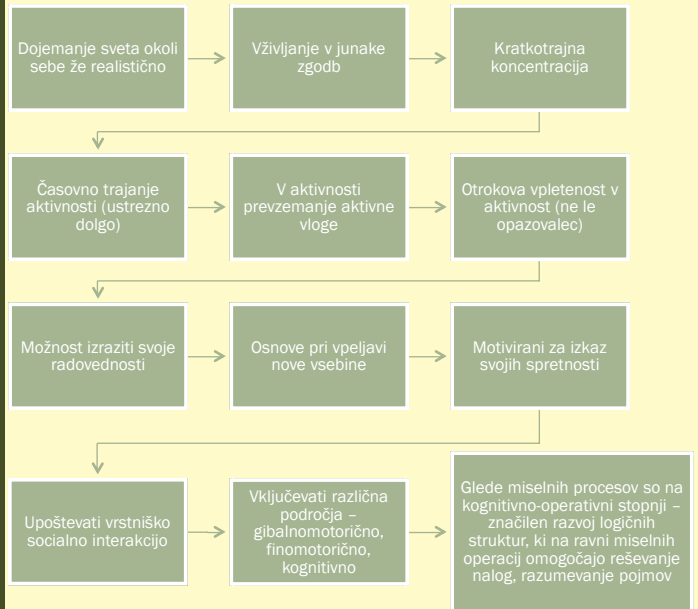 Dojemanje sveta okoli
sebe že realistično
Vživljanje v junake
zgodb
Kratkotrajna
koncentracija
Časovno trajanje
aktivnosti (ustrezno
dolgo)
V aktivnosti
prevzemanje aktivne
vloge
Otrokova vpletenost v
aktivnost (ne le
opazovalec)
Možnost izraziti svoje
radovednosti
Osnove pri vpeljavi
nove vsebine
Motivirani za izkaz
svojih spretnosti
Upoštevati vrstniško
socialno interakcijo
Vključevati različna
področja –
gibalnomotorično,
finomotorično,
kognitivno
Glede miselnih procesov so na
kognitivno-operativni stopnji –
značilen razvoj logičnih
struktur, ki na ravni miselnih
operacij omogočajo reševanje
nalog, razumevanje pojmov